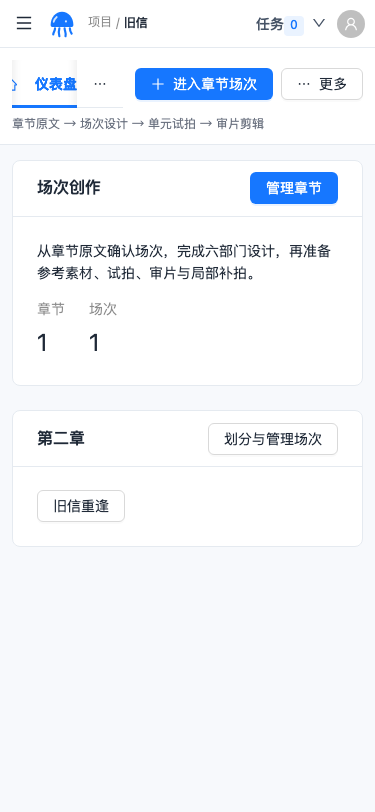 项目 / 旧信
任务 0
仪表盘 ··· + 进入章节场次 ··· 更多
章节原文 → 场次设计 → 单元试拍 → 审片剪辑
场次创作 管理章节
从章节原文确认场次，完成六部门设计，再准备
参考素材、试拍、审片与局部补拍。
章节 场次
1 1
第二章 划分与管理场次
旧信重逢